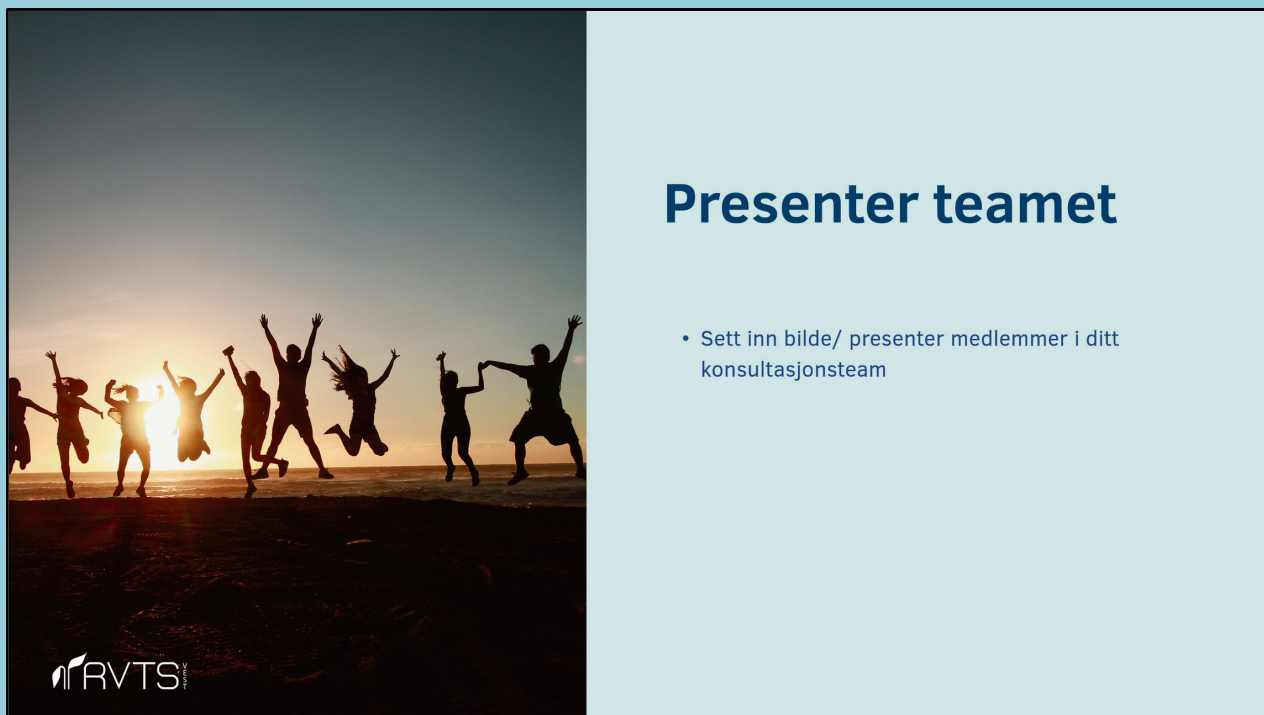 Presenter teamet
• Sett inn bilde/ presenter medlemmer i ditt
konsultasjonsteam
RVTS VEST